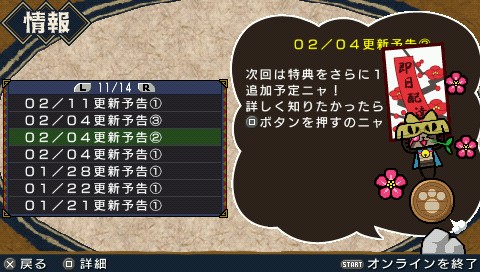 情報
L 11/14 R
02/11更新予告①
02/04更新予告③
02/04更新予告②
02/04更新予告①
01/28更新予告①
01/22更新予告①
01/21更新予告①
02/04更新予告②
次回は特典をさらに1
追加予定ニャ!
詳しく知りたかったら
□ボタンを押すのニャ
即日配
×戻る □詳細
START オンラインを終了